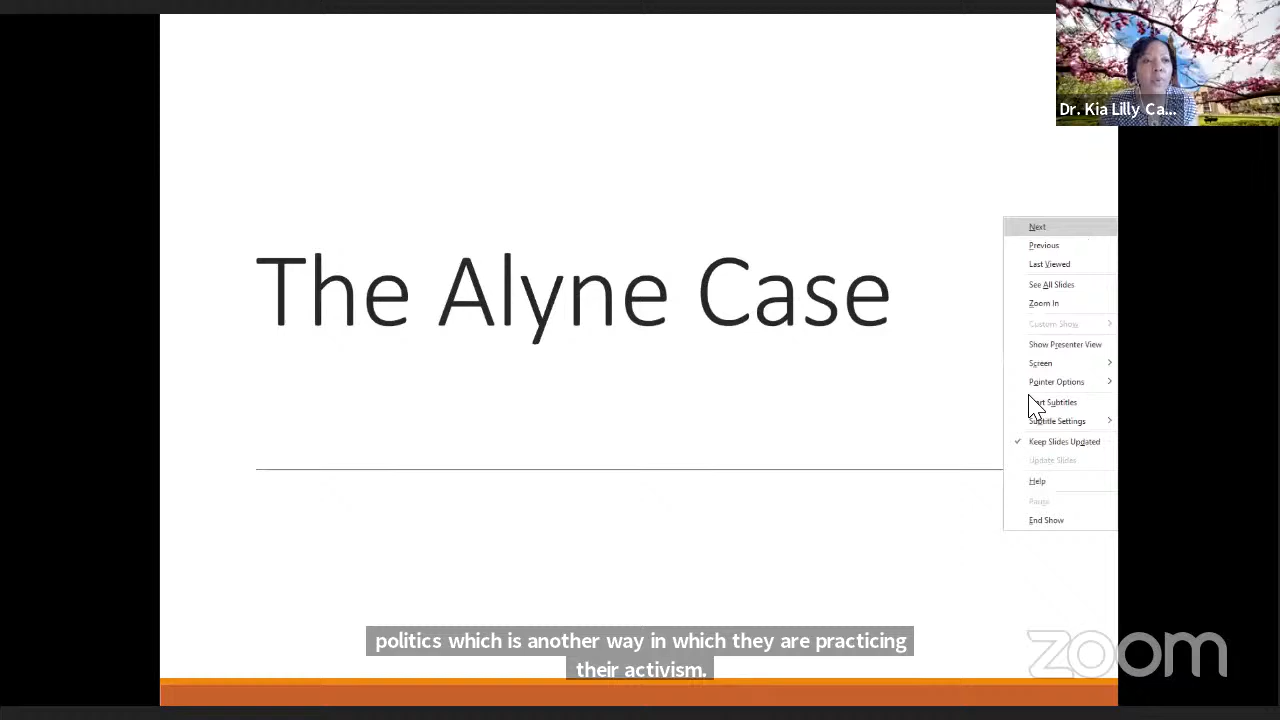 Dr. Kia Lilly Ca...
The Alyne Case
Next
Previous
Last Viewed
See All Slides
Zoom In
Custom Show
Show Presenter View
Screen
Pointer Options
Subtitles
Subtitle Settings
Keep Slides Updated
Update Slides
Help
Pause
End Show
politics which is another way in which they are practicing
their activism.
zoom